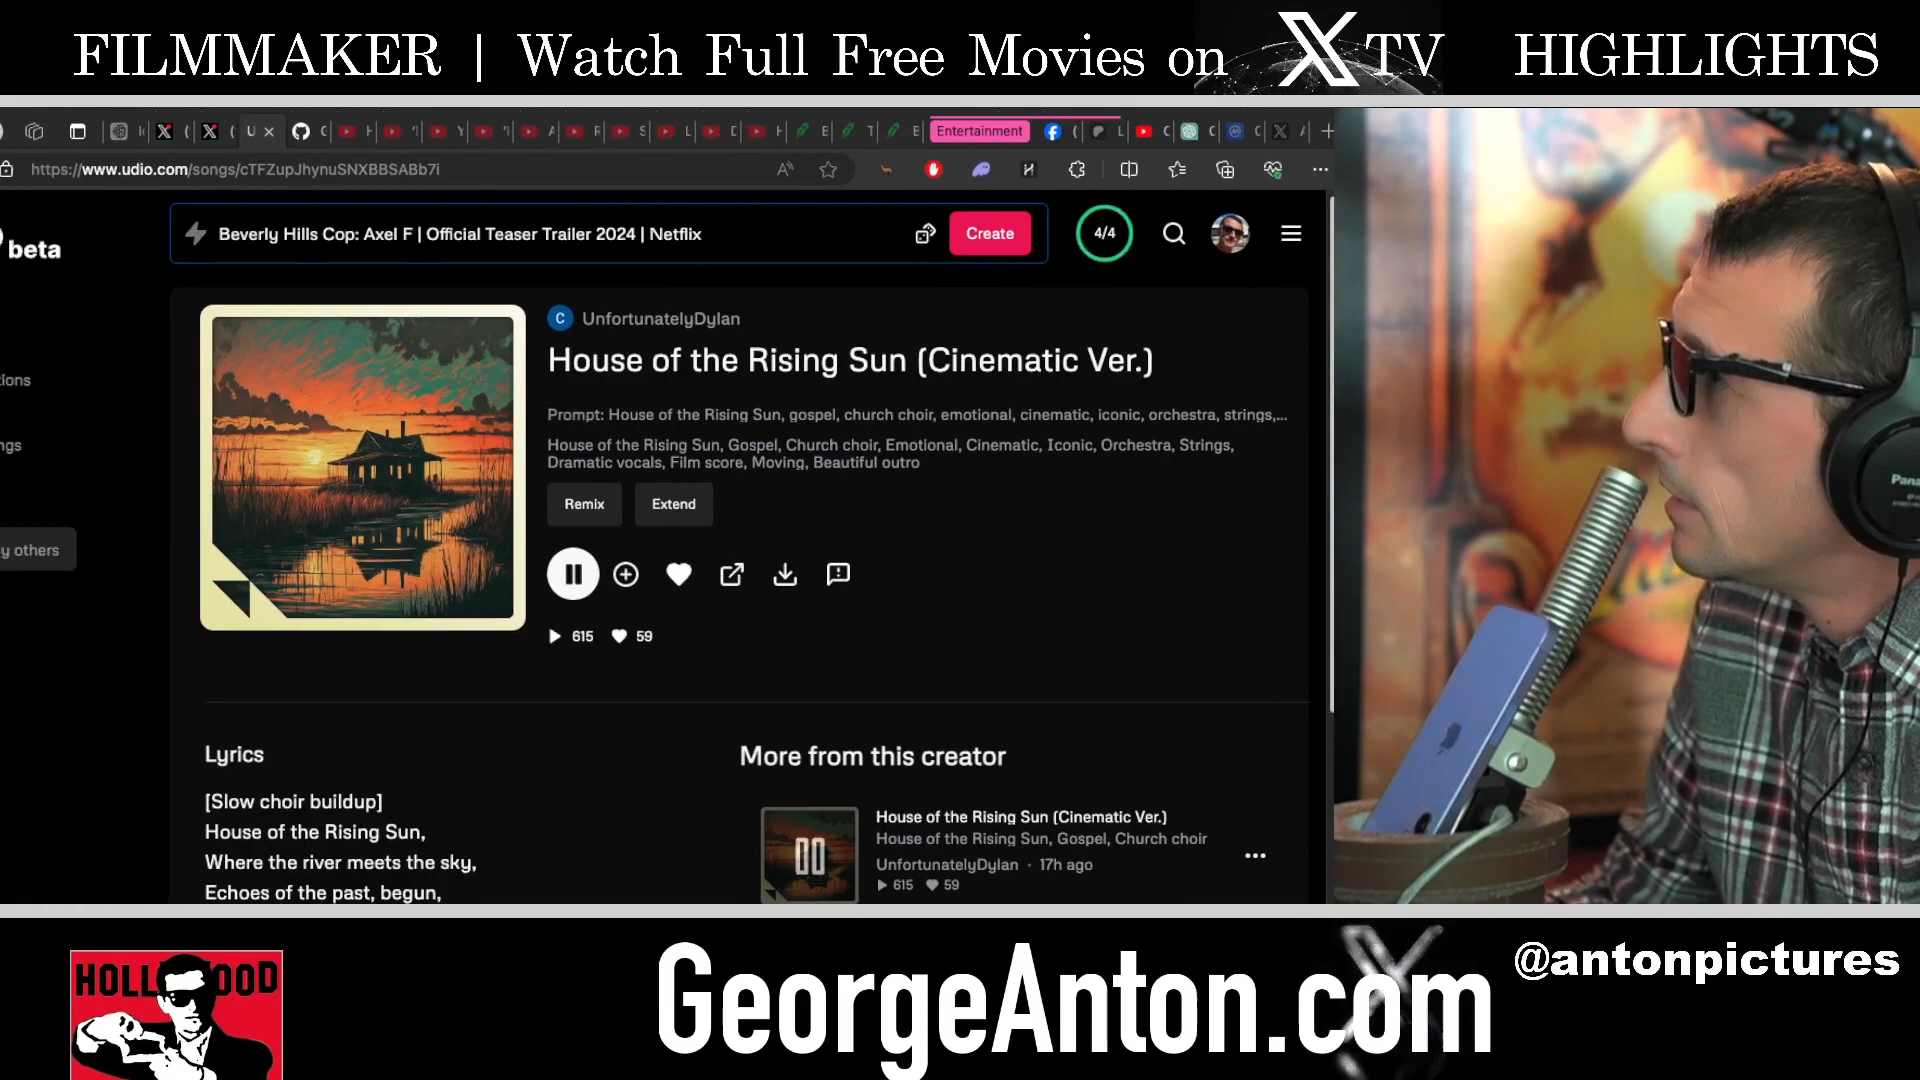 FILMMAKER | Watch Full Free Movies on X TV HIGHLIGHTS
Entertainment
https://www.udio.com/songs/cTFZupJhynuSNXBBSABb7i
beta
Beverly Hills Cop: Axel F | Official Teaser Trailer 2024 | Netflix
Create
4/4
C UnfortunatelyDylan
House of the Rising Sun (Cinematic Ver.)
Prompt: House of the Rising Sun, gospel, church choir, emotional, cinematic, iconic, orchestra, strings,...
House of the Rising Sun, Gospel, Church choir, Emotional, Cinematic, Iconic, Orchestra, Strings,
Dramatic vocals, Film score, Moving, Beautiful outro
Remix Extend
615 59
y others
Lyrics
[Slow choir buildup]
House of the Rising Sun,
Where the river meets the sky,
Echoes of the past, begun,
More from this creator
House of the Rising Sun (Cinematic Ver.)
House of the Rising Sun, Gospel, Church choir
UnfortunatelyDylan · 17h ago
615 59
HOLLYWOOD
GeorgeAnton.com
@antonpictures